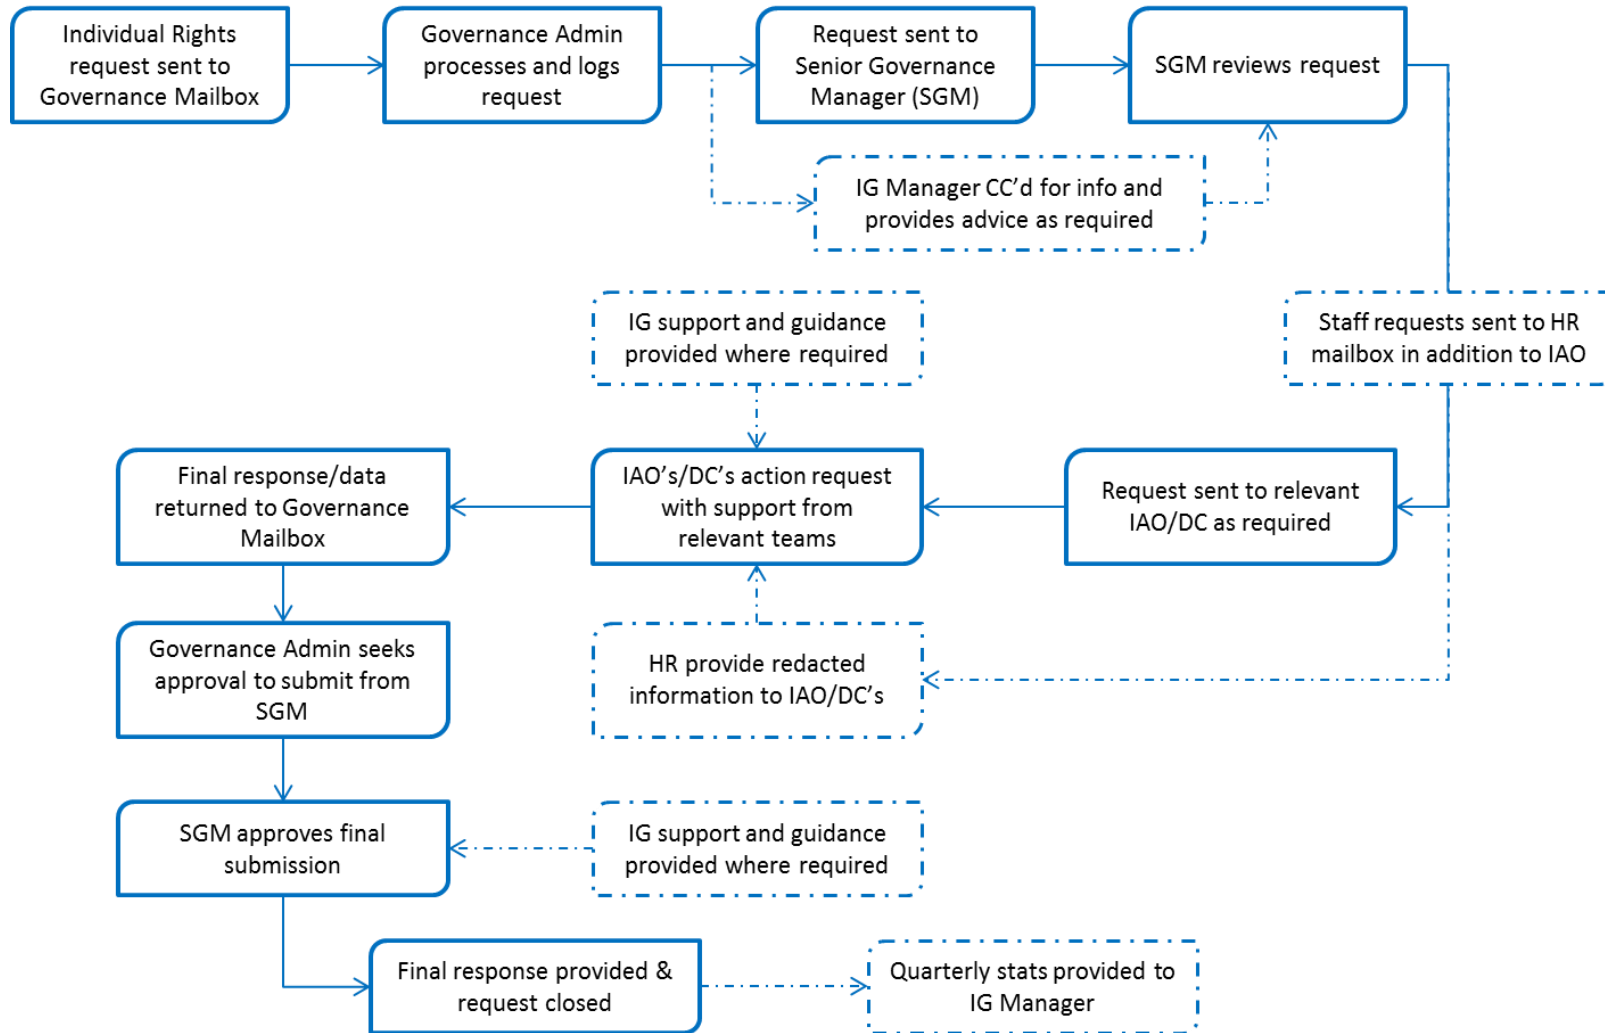 Individual Rights
request sent to
Governance Mailbox
Governance Admin
processes and logs
request
Request sent to
Senior Governance
Manager (SGM)
SGM reviews request
IG Manager CC’d for info and
provides advice as required
IG support and guidance
provided where required
Staff requests sent to HR
mailbox in addition to IAO
Final response/data
returned to Governance
Mailbox
IAO’s/DC’s action request
with support from
relevant teams
Request sent to relevant
IAO/DC as required
Governance Admin seeks
approval to submit from
SGM
HR provide redacted
information to IAO/DC’s
SGM approves final
submission
IG support and guidance
provided where required
Final response provided &
request closed
Quarterly stats provided to
IG Manager